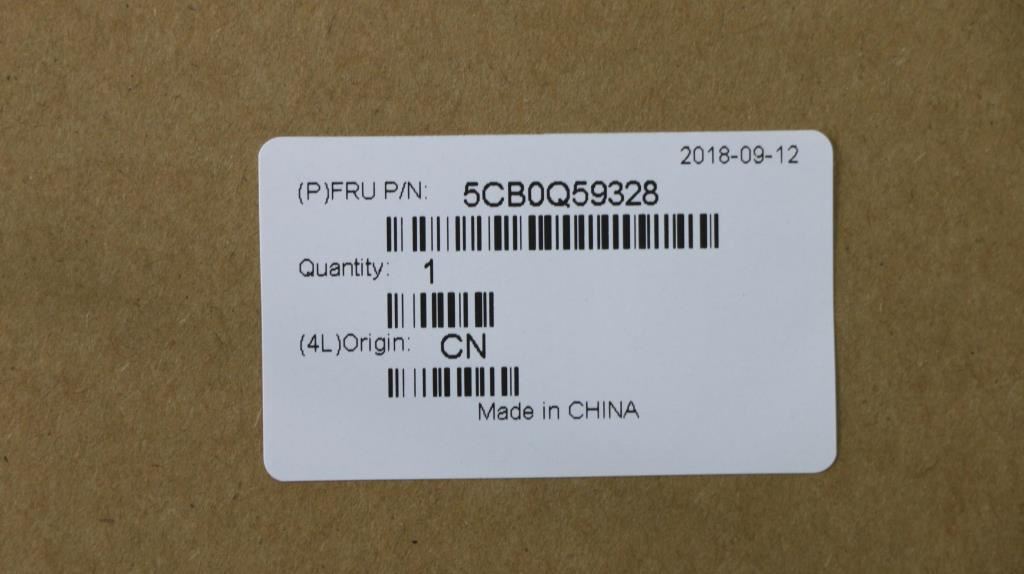 2018-09-12
(P)FRU P/N: 5CB0Q59328
Quantity: 1
(4L)Origin: CN
Made in CHINA